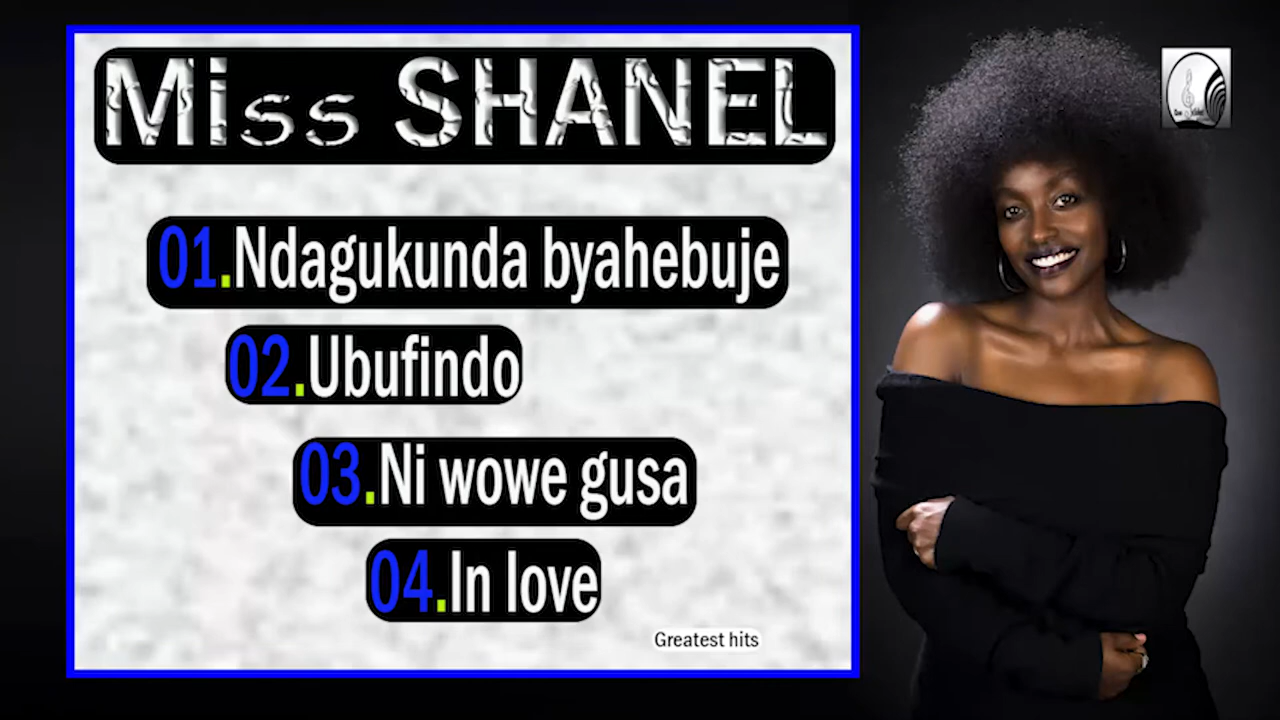 Miss SHANEL
01.Ndagukunda byahebuje
02.Ubufindo
03.Ni wowe gusa
04.In love
Greatest hits